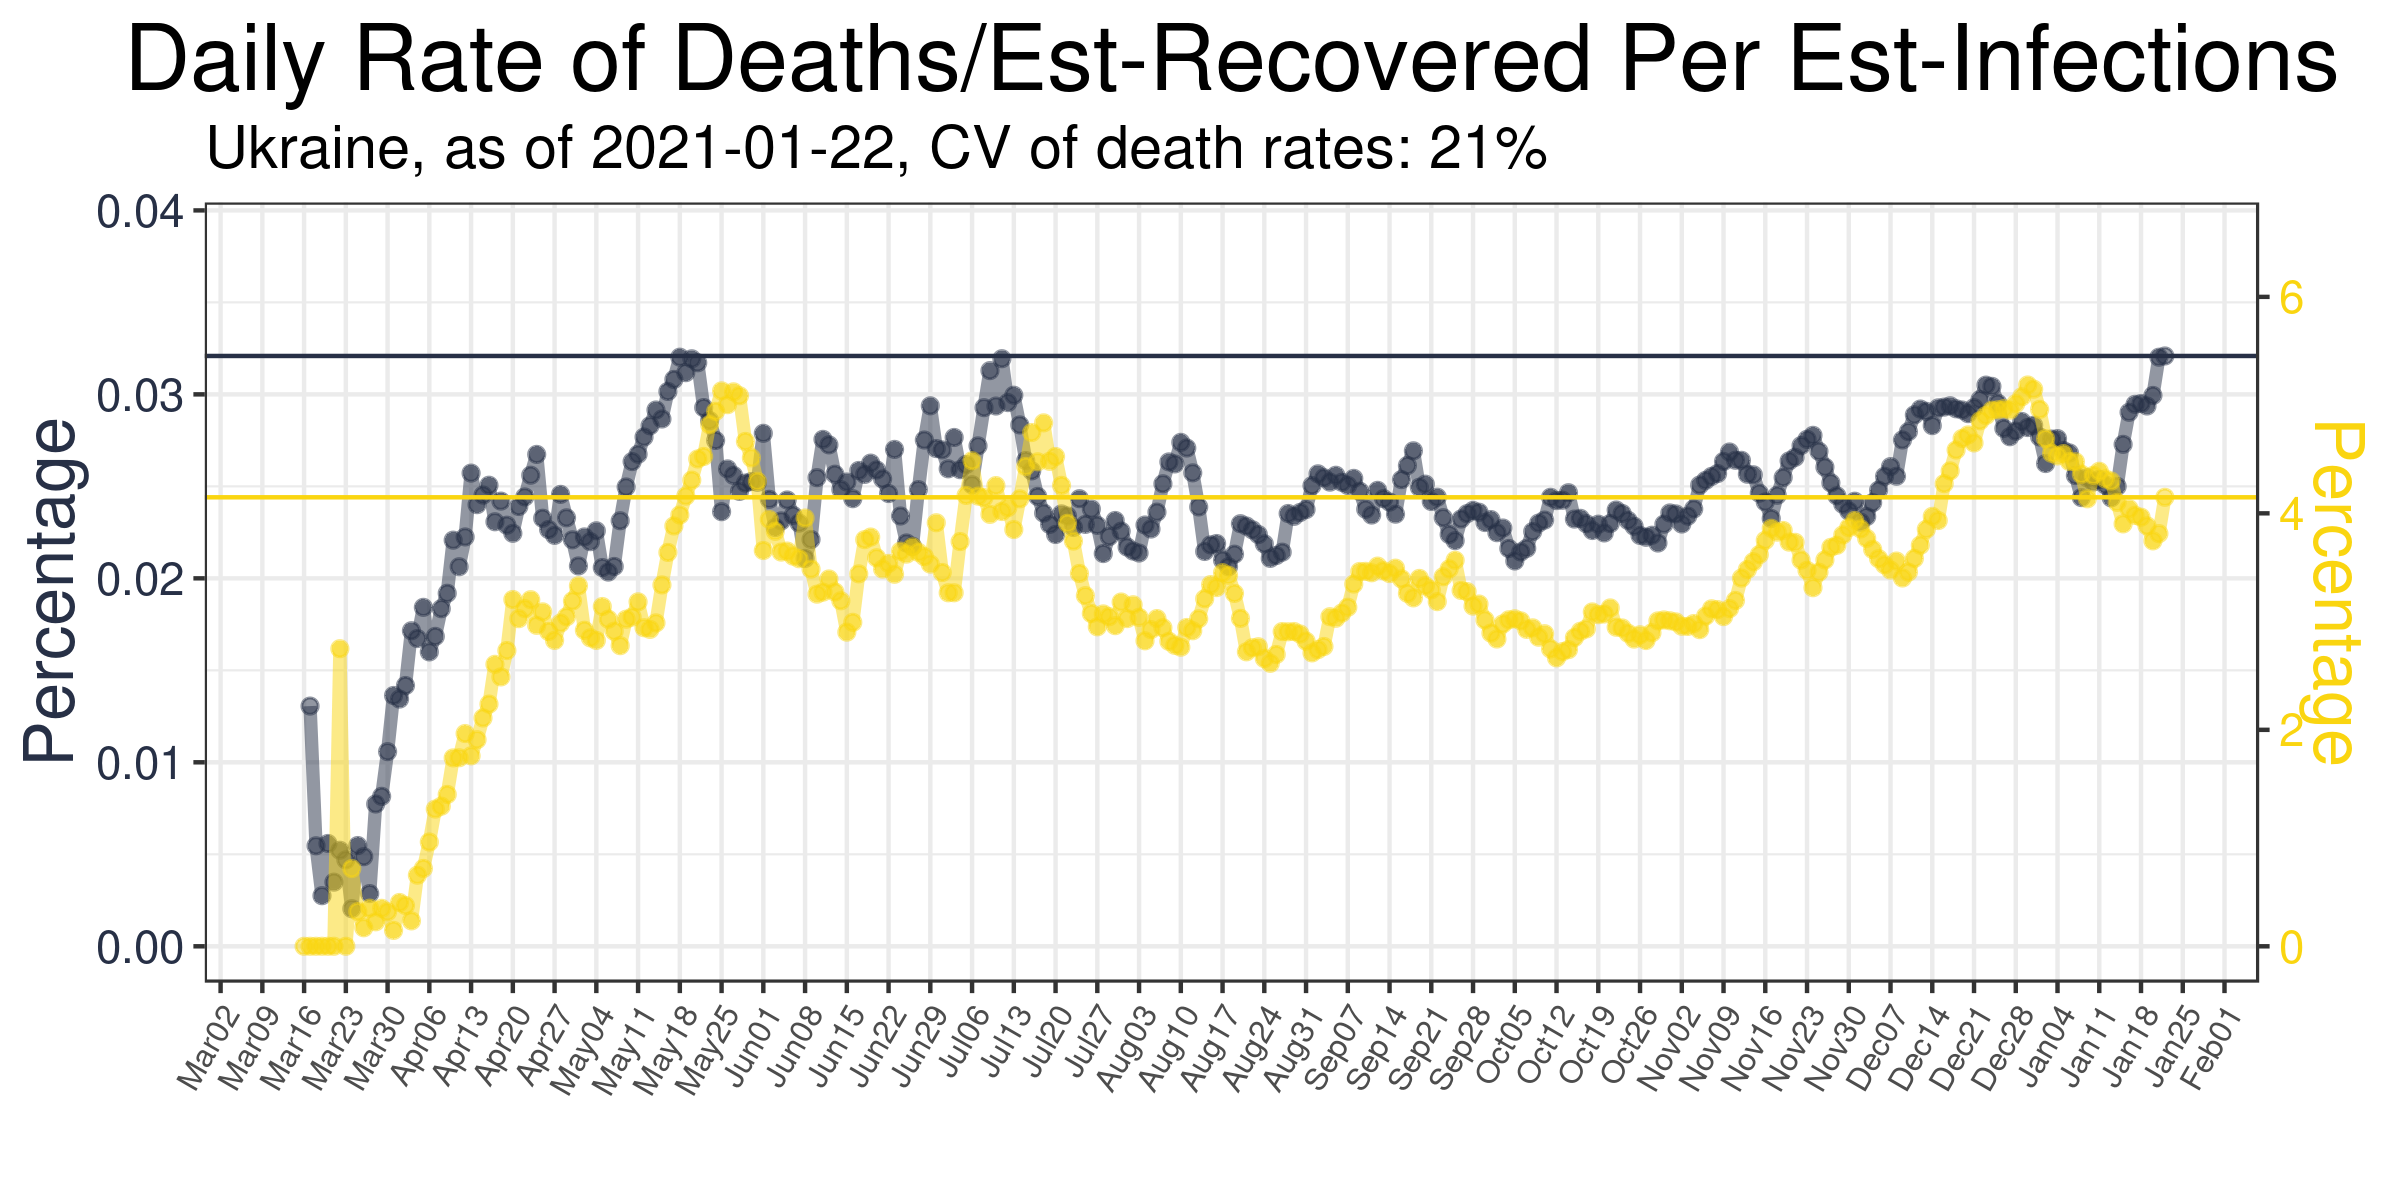 Daily Rate of Deaths/Est-Recovered Per Est-Infections
Ukraine, as of 2021-01-22, CV of death rates: 21%
0.04
0.03
0.02
0.01
0.00
Percentage
6
4
2
0
Percentage
Mar02
Mar09
Mar16
Mar23
Mar30
Apr06
Apr13
Apr20
Apr27
May04
May11
May18
May25
Jun01
Jun08
Jun15
Jun22
Jun29
Jul06
Jul13
Jul20
Jul27
Aug03
Aug10
Aug17
Aug24
Aug31
Sep07
Sep14
Sep21
Sep28
Oct05
Oct12
Oct19
Oct26
Nov02
Nov09
Nov16
Nov23
Nov30
Dec07
Dec14
Dec21
Dec28
Jan04
Jan11
Jan18
Jan25
Feb01